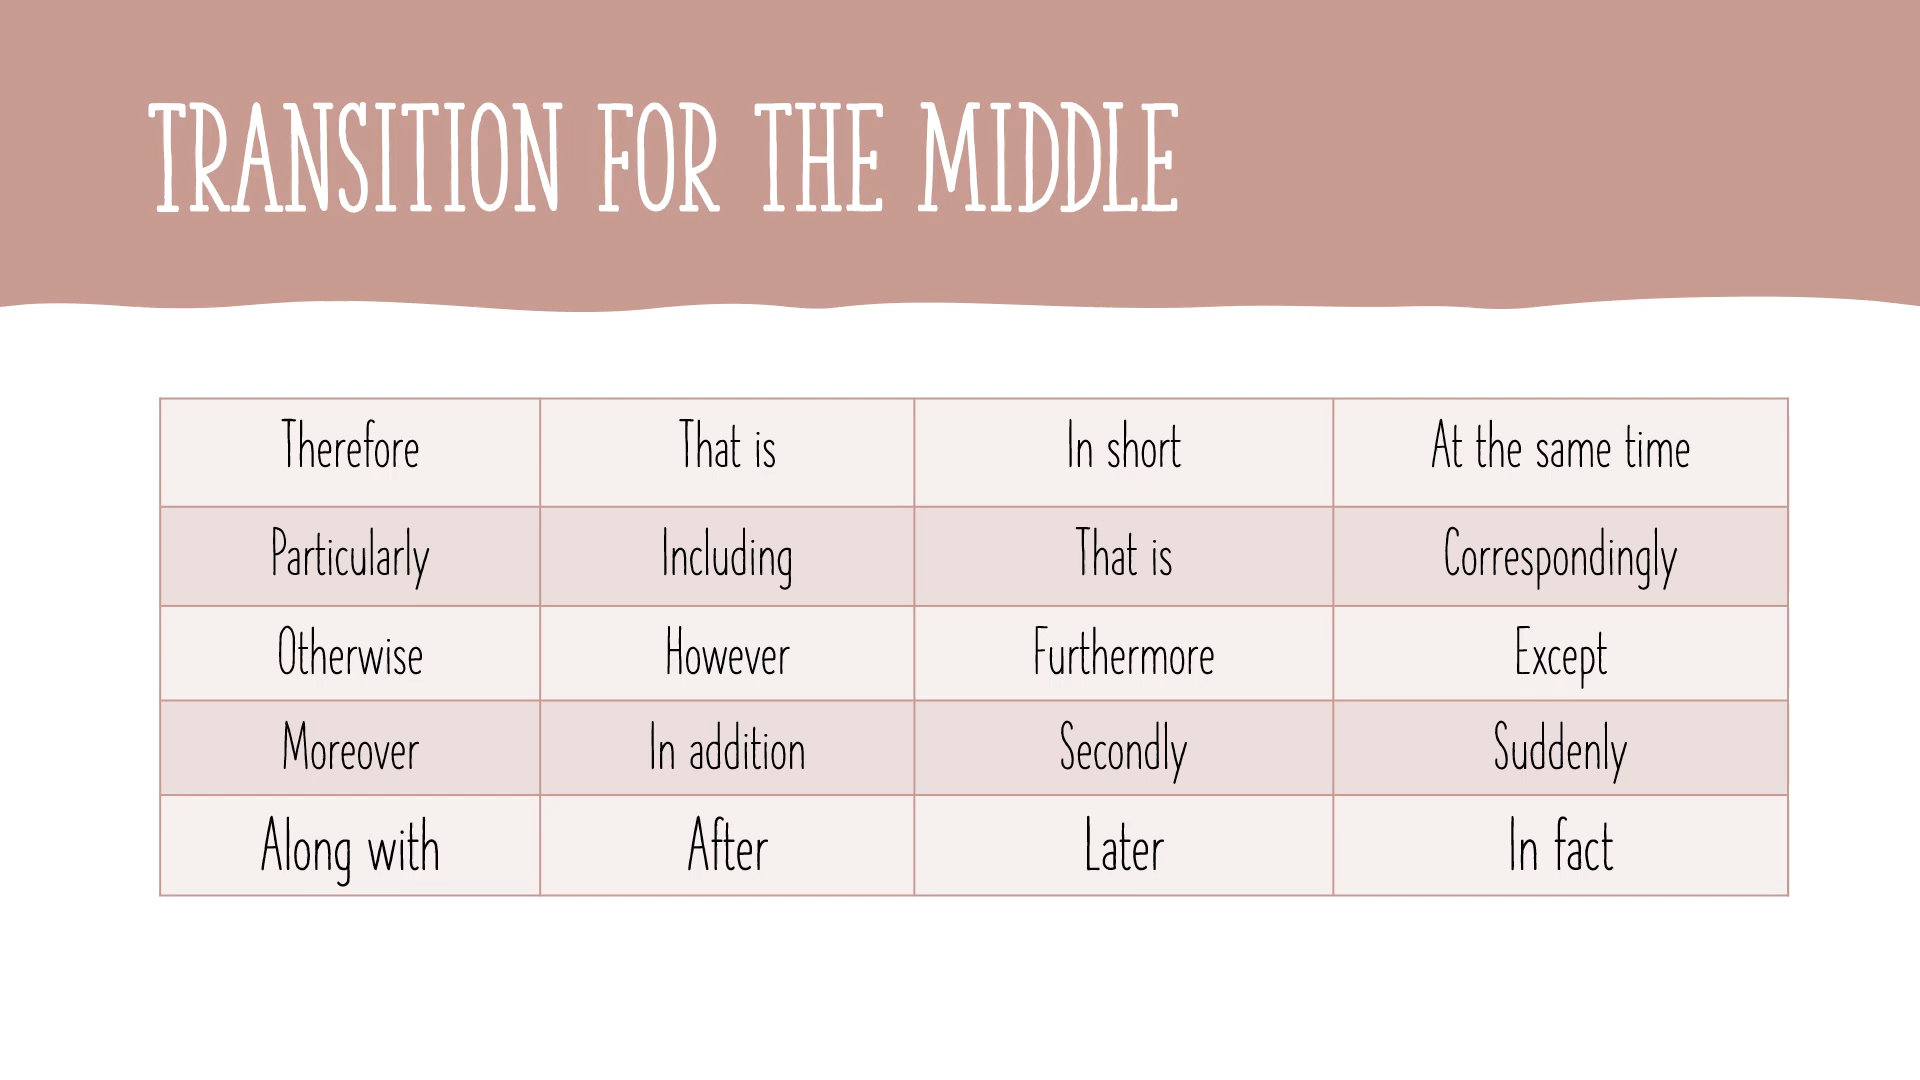 TRANSITION FOR THE MIDDLE
Therefore That is In short At the same time
Particularly Including That is Correspondingly
Otherwise However Furthermore Except
Moreover In addition Secondly Suddenly
Along with After Later In fact